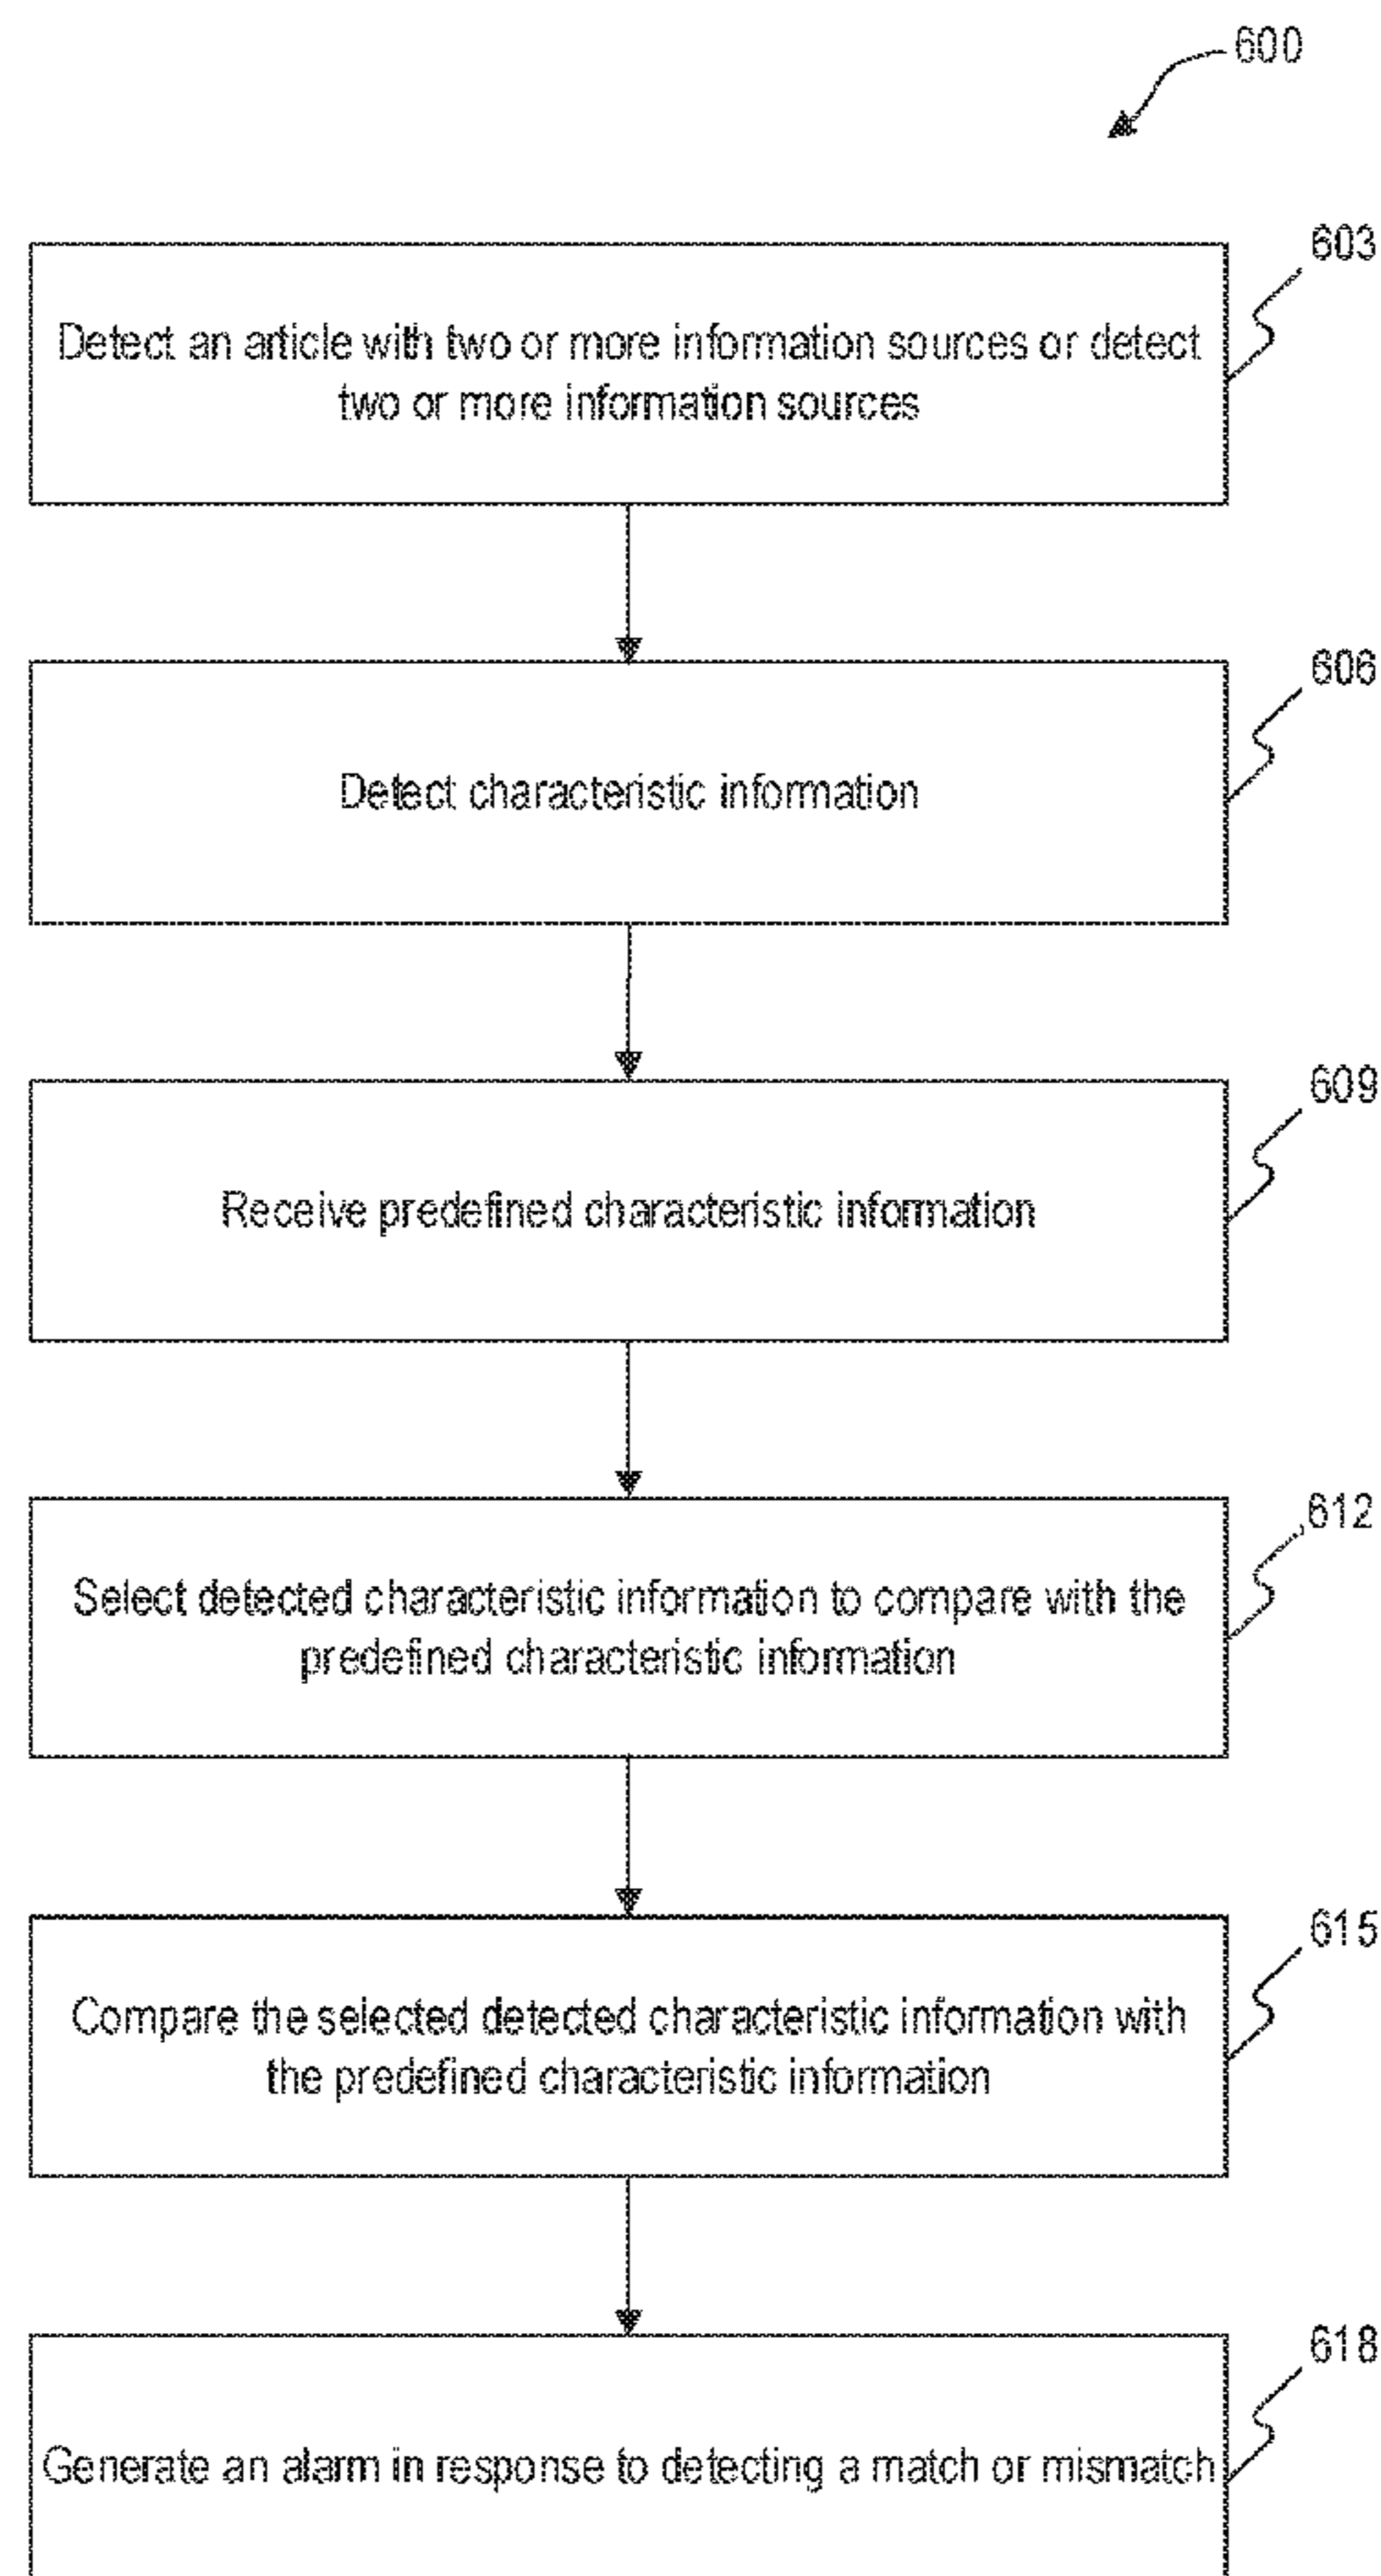 600
603
Detect an article with two or more information sources or detect
two or more information sources
606
Detect characteristic information
609
Receive predefined characteristic information
612
Select detected characteristic information to compare with the
predefined characteristic information
615
Compare the selected detected characteristic information with
the predefined characteristic information
618
Generate an alarm in response to detecting a match or mismatch